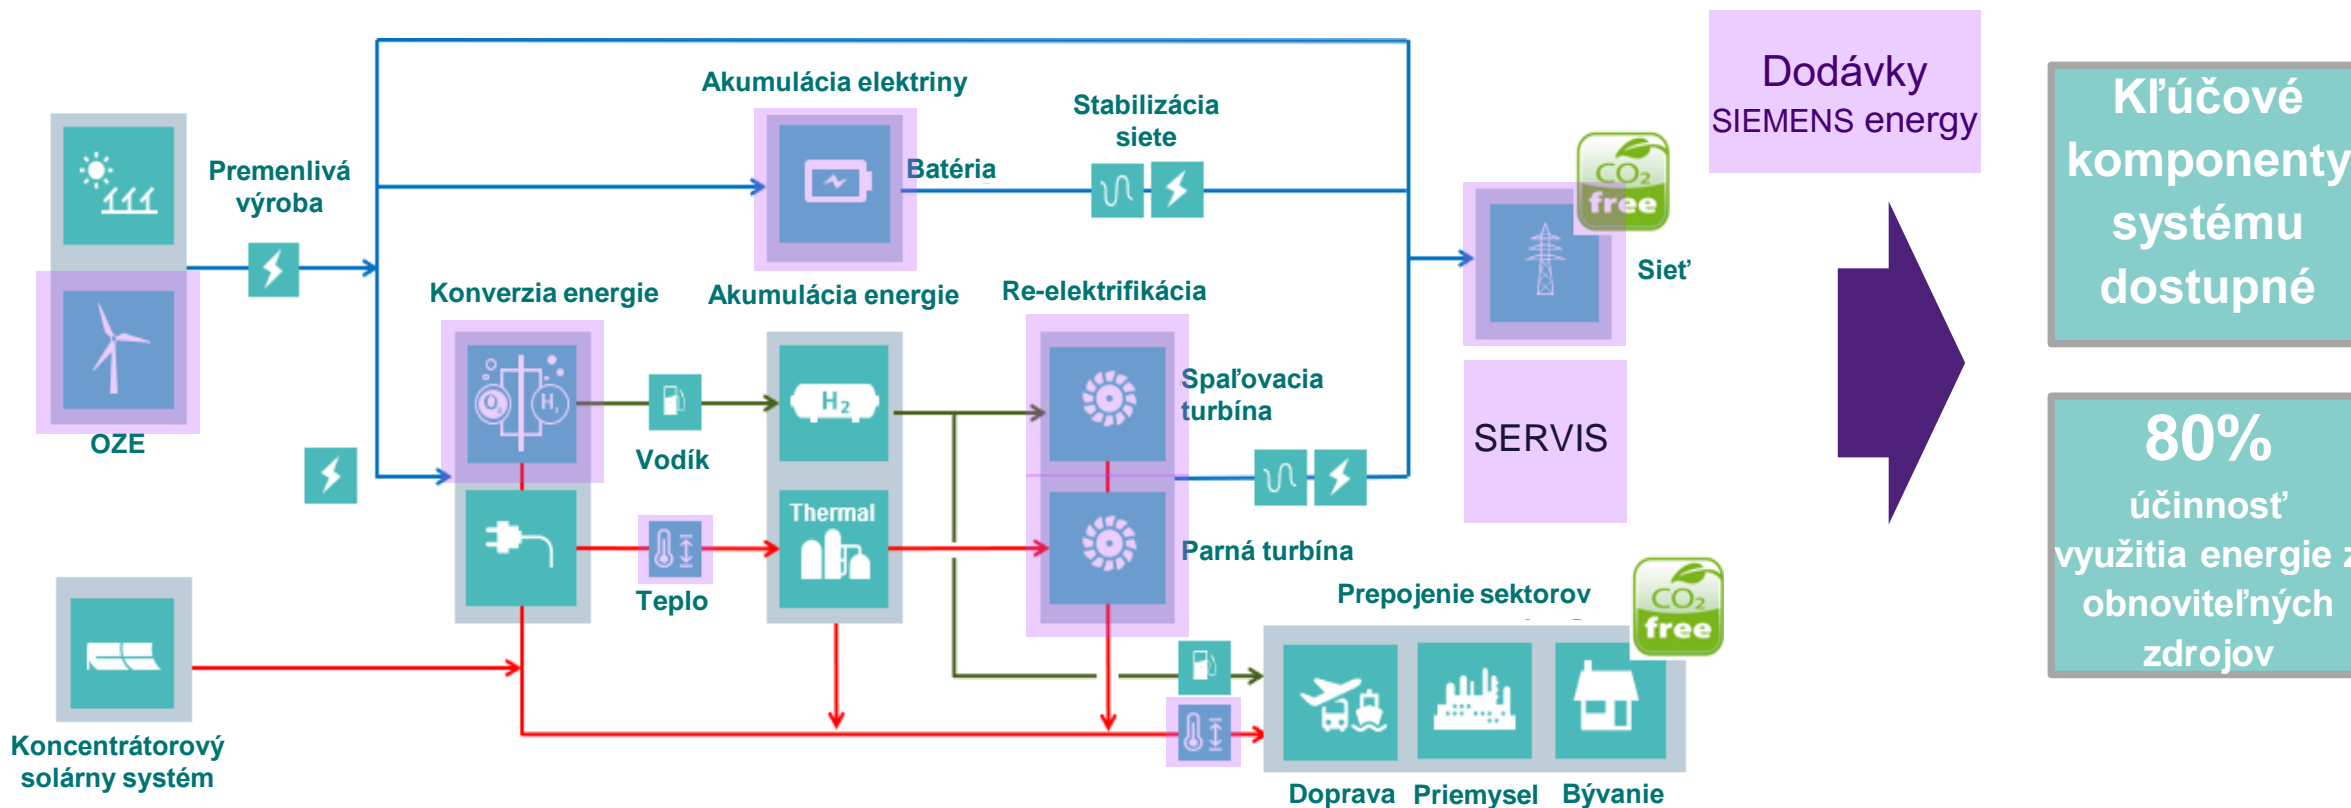 Akumulácia elektriny
Stabilizácia
siete
Dodávky
SIEMENS energy
Kľúčové
komponenty
systému
dostupné
Premenlivá
výroba
Batéria
CO₂
free
Sieť
Konverzia energie
Akumulácia energie
Re-elektrifikácia
O₂
H₂
H₂
Spaľovacia
turbína
OZE
Vodík
SERVIS
80%
účinnosť
využitia energie z
obnoviteľných
zdrojov
Thermal
Parná turbína
Teplo
Prepojenie sektorov
CO₂
free
Koncentrátorový
solárny systém
Doprava
Priemysel
Bývanie